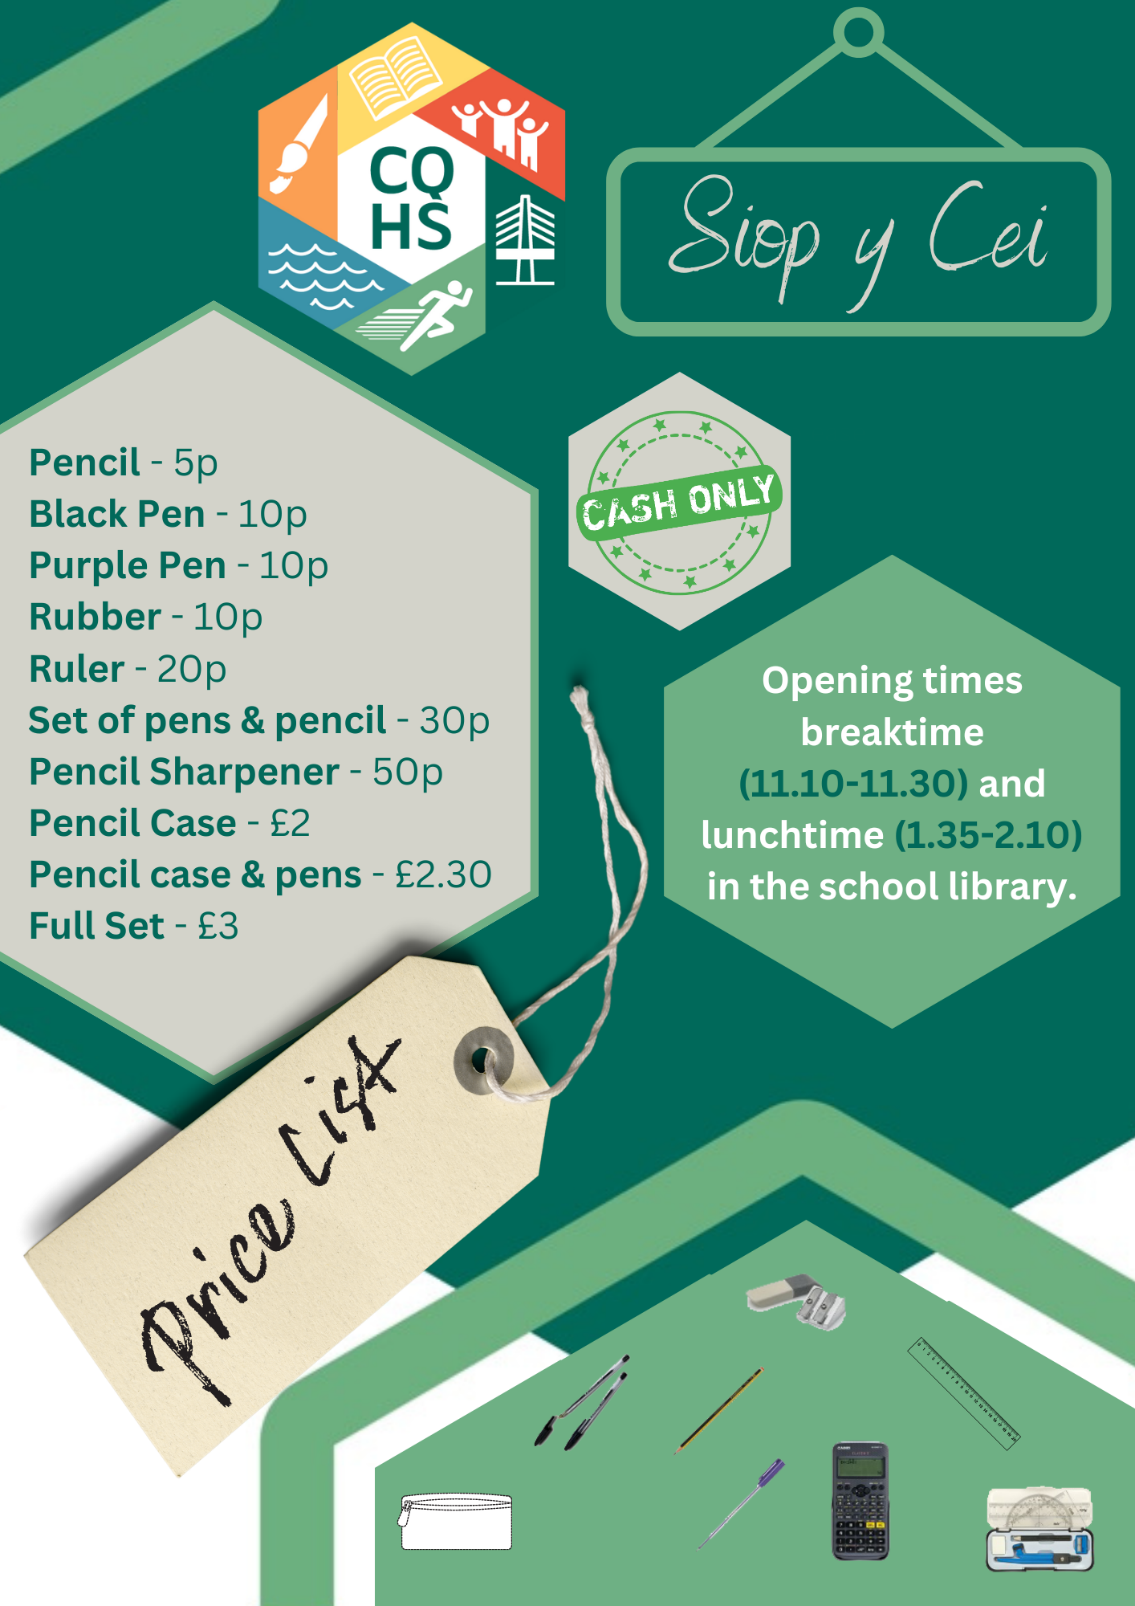 CQ
HS
Siop y Cei
Pencil - 5p
Black Pen - 10p
Purple Pen - 10p
Rubber - 10p
Ruler - 20p
Set of pens & pencil - 30p
Pencil Sharpener - 50p
Pencil Case - £2
Pencil case & pens - £2.30
Full Set - £3
CASH ONLY
Opening times
breaktime
(11.10-11.30) and
lunchtime (1.35-2.10)
in the school library.
Price List